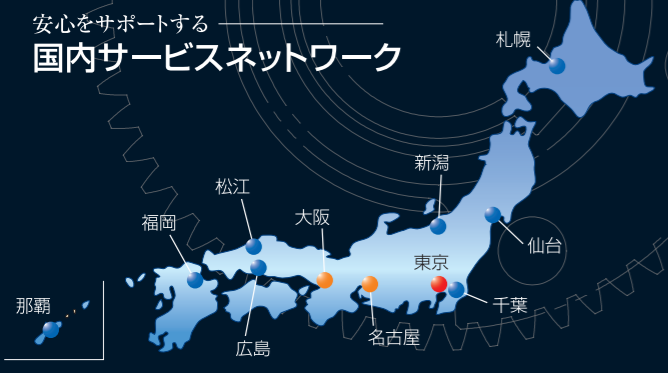 安心をサポートする
国内サービスネットワーク
札幌
新潟
松江
大阪
福岡
仙台
東京
那覇
千葉
名古屋
広島